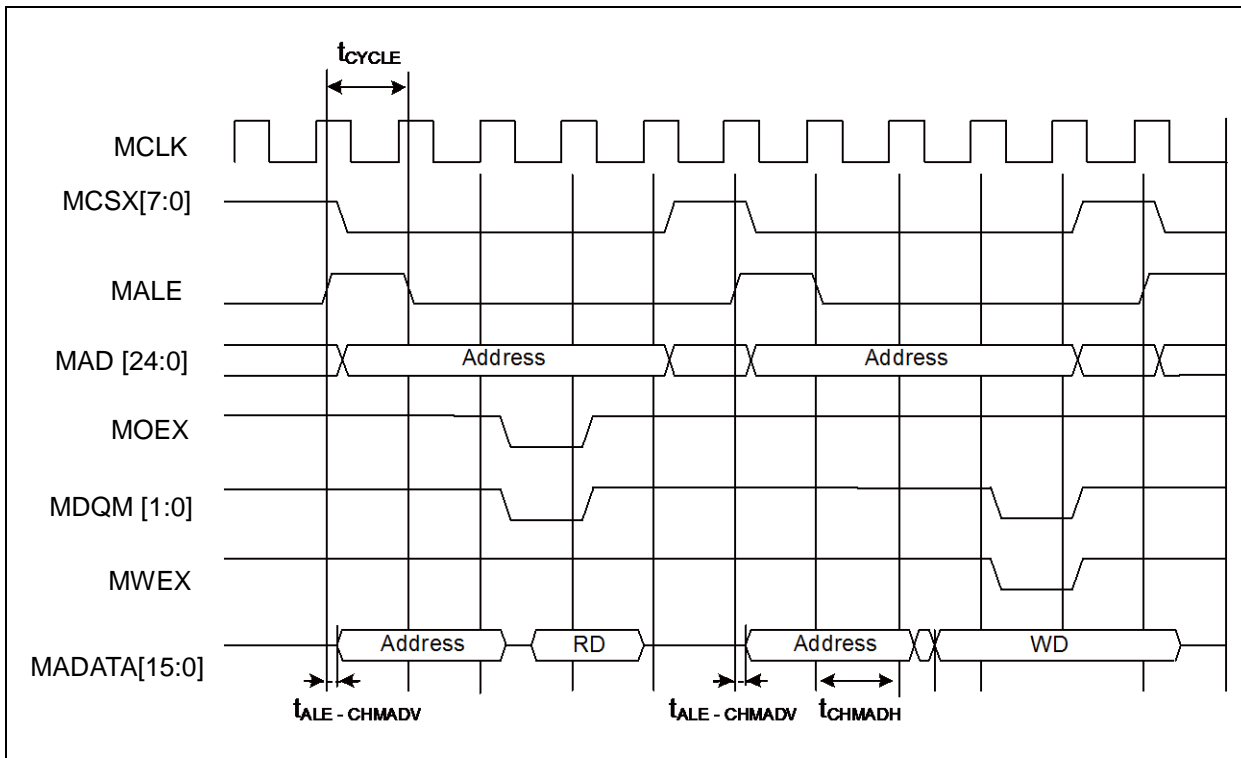 tCYCLE
MCLK
MCSX[7:0]
MALE
MAD [24:0]
Address
Address
MOEX
MDQM [1:0]
MWEX
MADATA[15:0]
Address
RD
Address
WD
tALE - CHMADV
tALE - CHMADV
tCHMADH